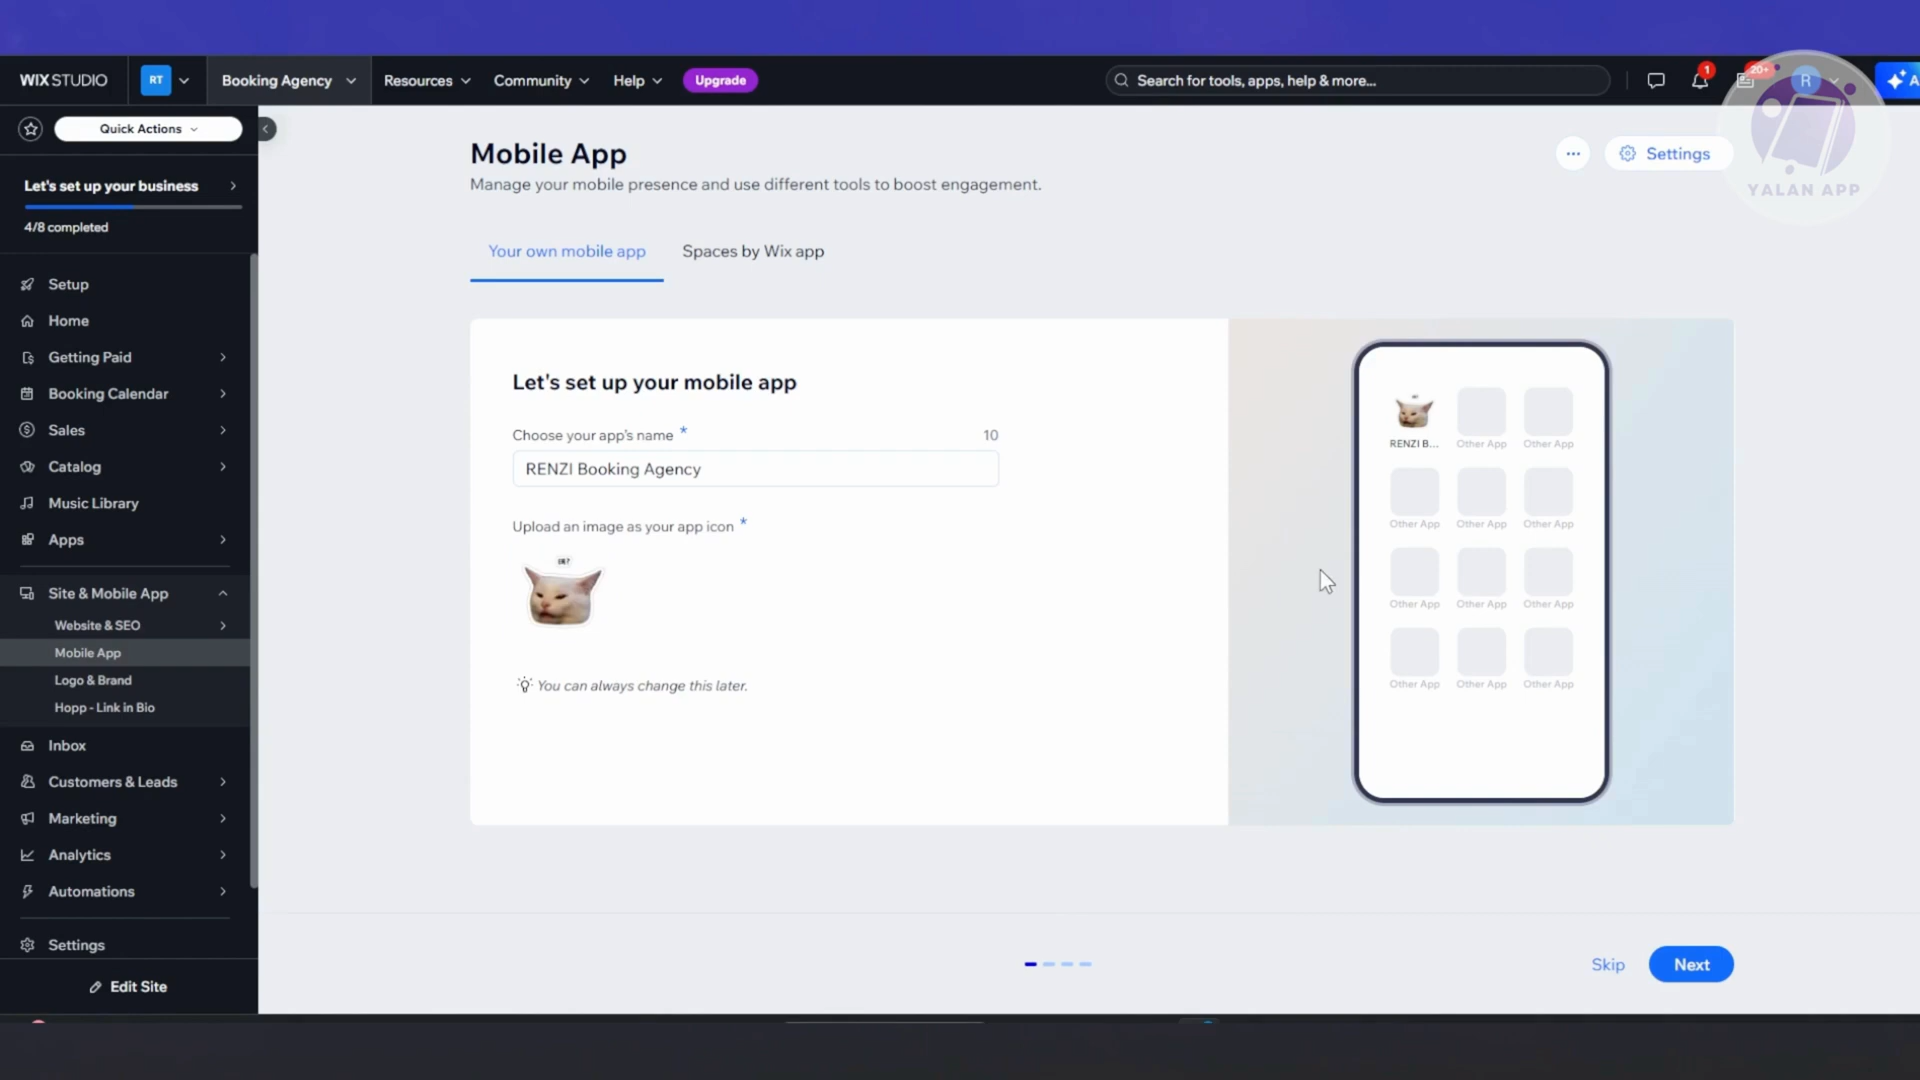 WIX STUDIO
RT
Booking Agency
Resources
Community
Help
Upgrade
Search for tools, apps, help & more...
1
20+
R
A
YALAN APP
Quick Actions
Let's set up your business
4/8 completed
Setup
Home
Getting Paid
Booking Calendar
Sales
Catalog
Music Library
Apps
Site & Mobile App
Website & SEO
Mobile App
Logo & Brand
Hopp - Link in Bio
Inbox
Customers & Leads
Marketing
Analytics
Automations
Settings
Edit Site
Mobile App
Manage your mobile presence and use different tools to boost engagement.
Settings
Your own mobile app
Spaces by Wix app
Let's set up your mobile app
Choose your app's name *
10
RENZI Booking Agency
Upload an image as your app icon *
You can always change this later.
RENZI B... Other App Other App
Other App Other App Other App
Other App Other App Other App
Other App Other App Other App
Skip
Next